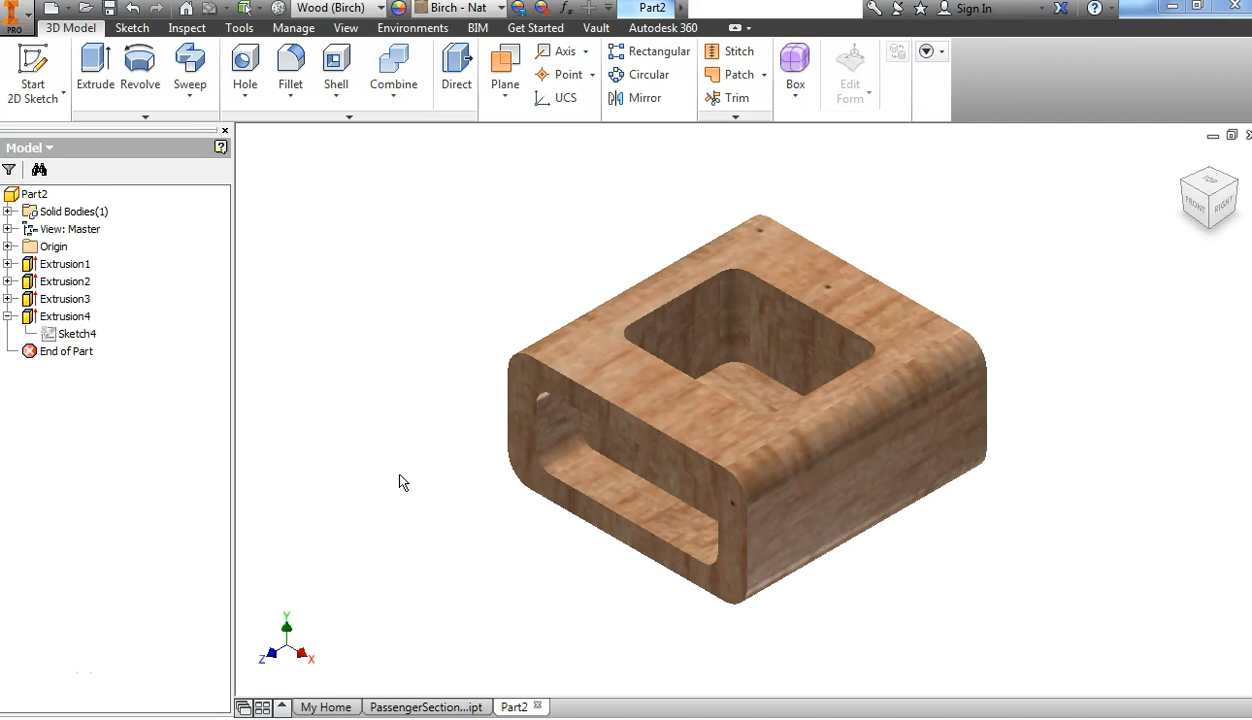 Wood (Birch) Birch - Nat fx Part2 Sign In
PRO 3D Model Sketch Inspect Tools Manage View Environments BIM Get Started Vault Autodesk 360
Start 2D Sketch Extrude Revolve Sweep Hole Fillet Shell Combine Direct Plane Axis Point UCS Rectangular Circular Mirror Stitch Patch Trim Box Edit Form
Model
Part2
Solid Bodies(1)
View: Master
Origin
Extrusion1
Extrusion2
Extrusion3
Extrusion4
Sketch4
End of Part
TOP
FRONT RIGHT
Y
Z X
My Home PassengerSection...ipt Part2